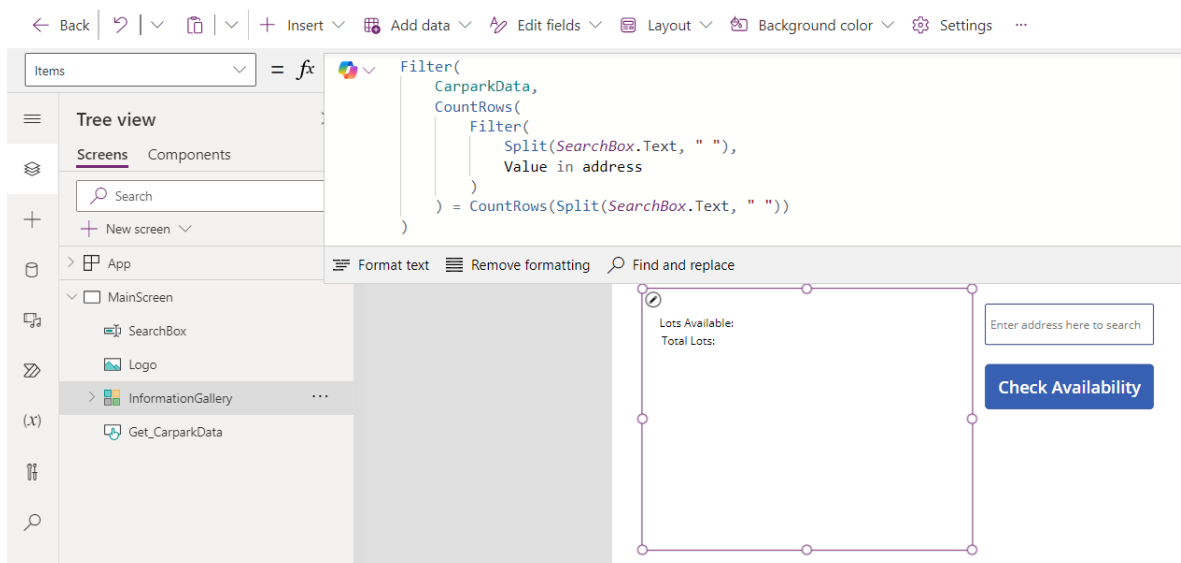 Back
Insert
Add data
Edit fields
Layout
Background color
Settings
...
Items
= fx
Filter(
CarparkData,
CountRows(
Filter(
Split(SearchBox.Text, " "),
Value in address
)
) = CountRows(Split(SearchBox.Text, " "))
)
Format text
Remove formatting
Find and replace
Tree view
Screens
Components
Search
New screen
App
MainScreen
SearchBox
Logo
InformationGallery
...
Get_CarparkData
(x)
Lots Available:
Total Lots:
Enter address here to search
Check Availability